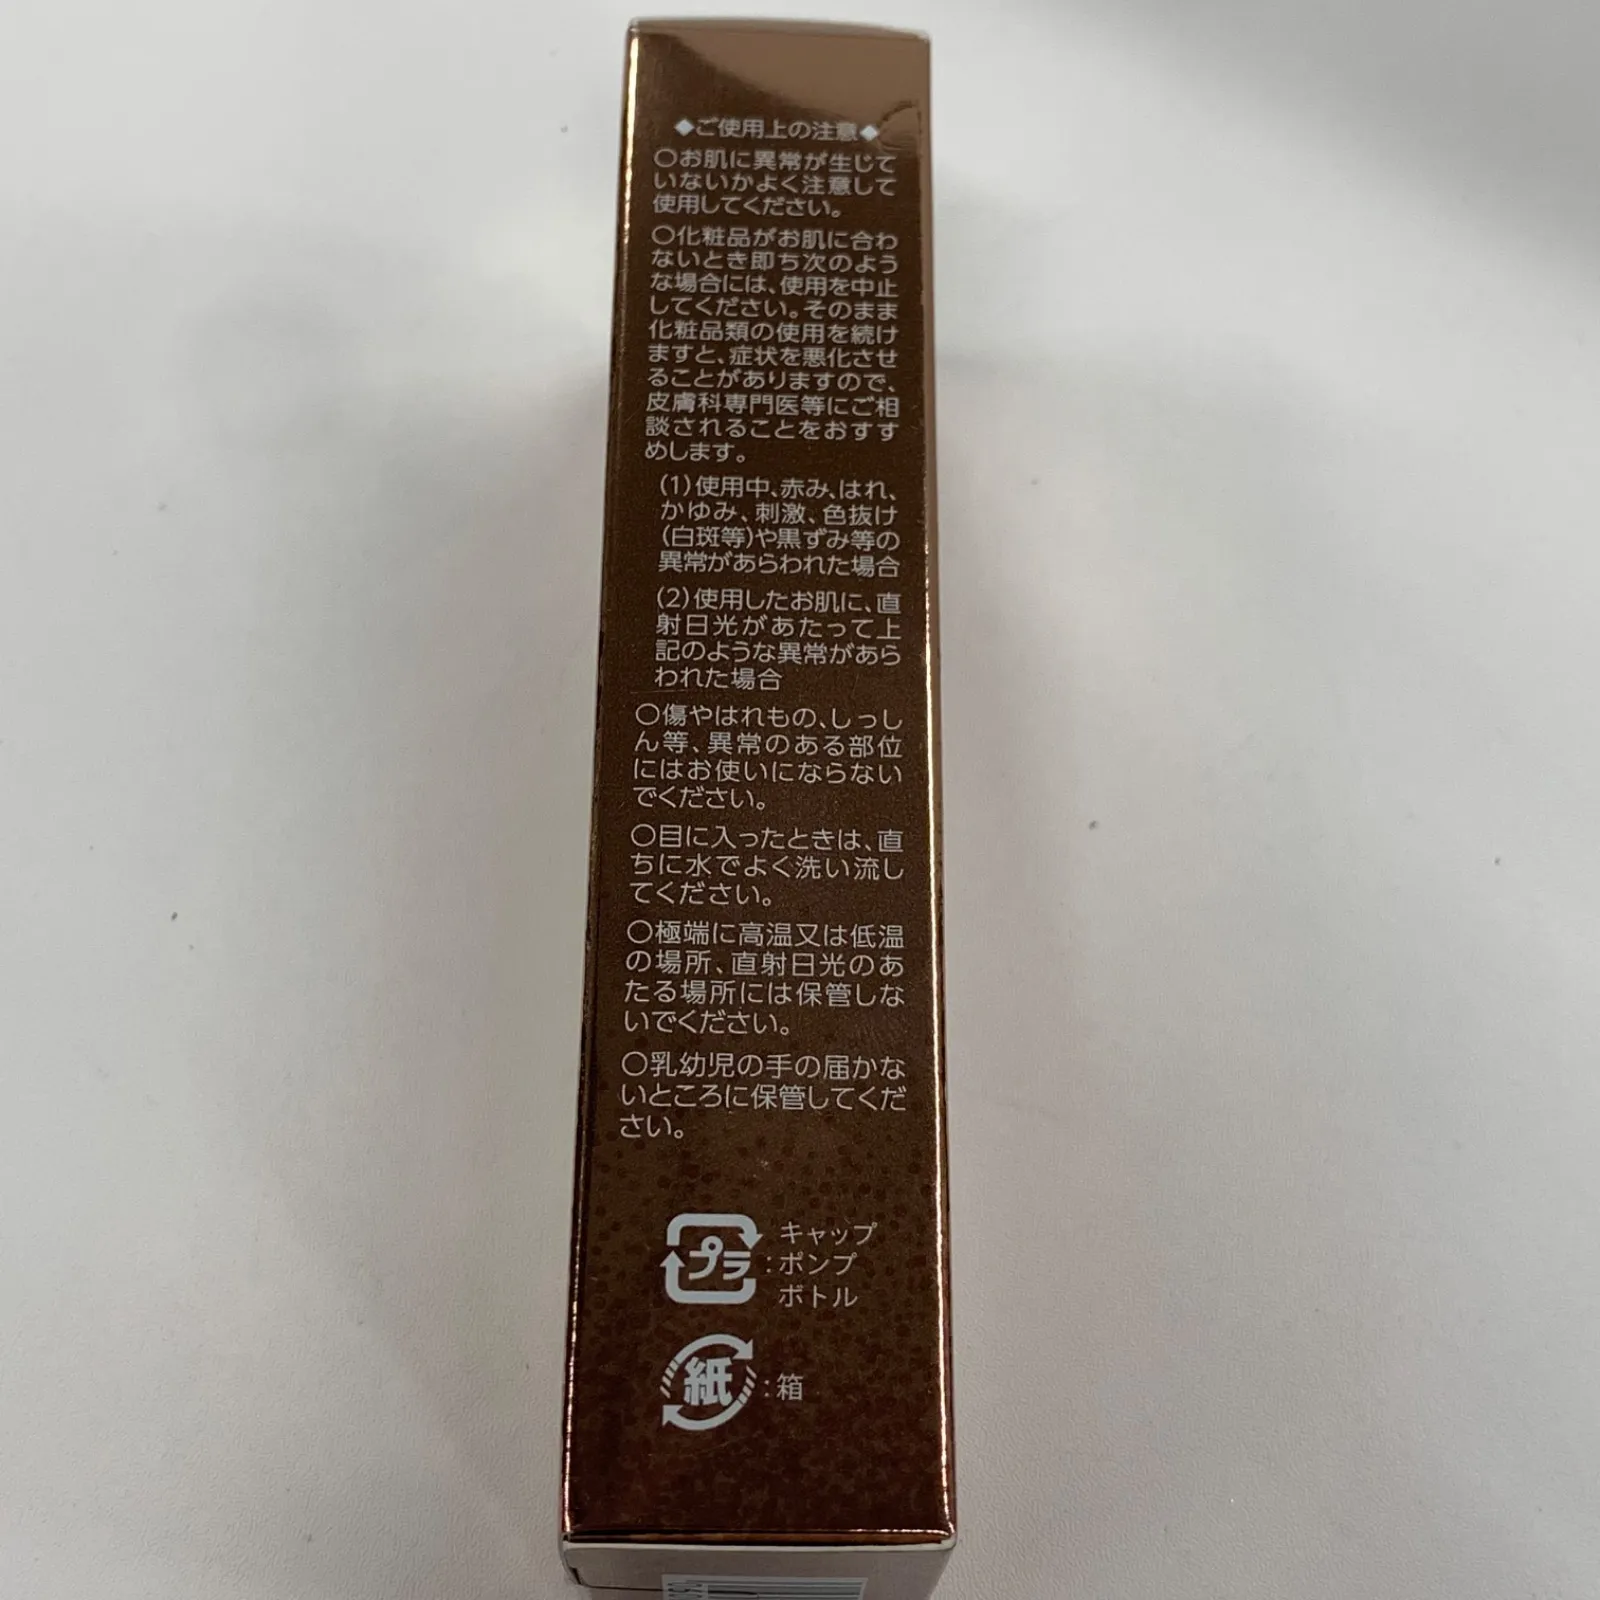 ◆ご使用上の注意◆
○お肌に異常が生じて
いないかよく注意して
使用してください。
○化粧品がお肌に合わ
ないとき即ち次のよう
な場合には、使用を中止
してください。そのまま
化粧品類の使用を続け
ますと、症状を悪化させ
ることがありますので、
皮膚科専門医等にご相
談されることをおすす
めします。
(1)使用中、赤み、はれ、
かゆみ、刺激、色抜け
(白斑等)や黒ずみ等の
異常があらわれた場合
(2)使用したお肌に、直
射日光があたって上
記のような異常があら
われた場合
○傷やはれもの、しっし
ん等、異常のある部位
にはお使いにならない
でください。
○目に入ったときは、直
ちに水でよく洗い流し
てください。
○極端に高温又は低温
の場所、直射日光のあ
たる場所には保管しな
いでください。
○乳幼児の手の届かな
いところに保管してくだ
さい。
キャップ
プラ:ポンプ
ボトル
紙:箱